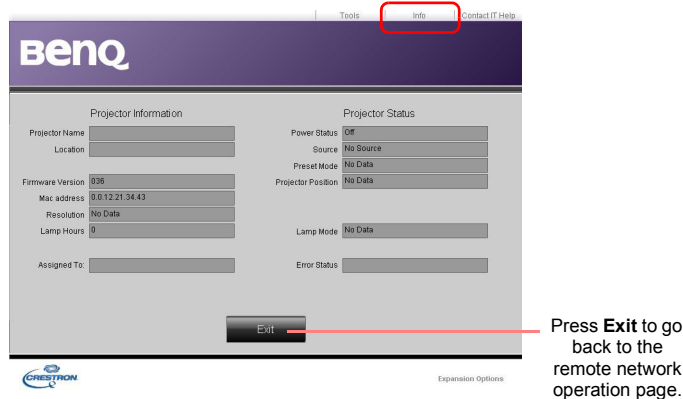 Tools Info Contact IT Help
BenQ
Projector Information
Projector Status
Projector Name
Location
Firmware Version 036
Mac address 0.0.12.21.34.43
Resolution No Data
Lamp Hours 0
Assigned To:
Power Status Off
Source No Source
Preset Mode No Data
Projector Position No Data
Lamp Mode No Data
Error Status
Exit
Press Exit to go
back to the
remote network
operation page.
CRESTRON
Expansion Options